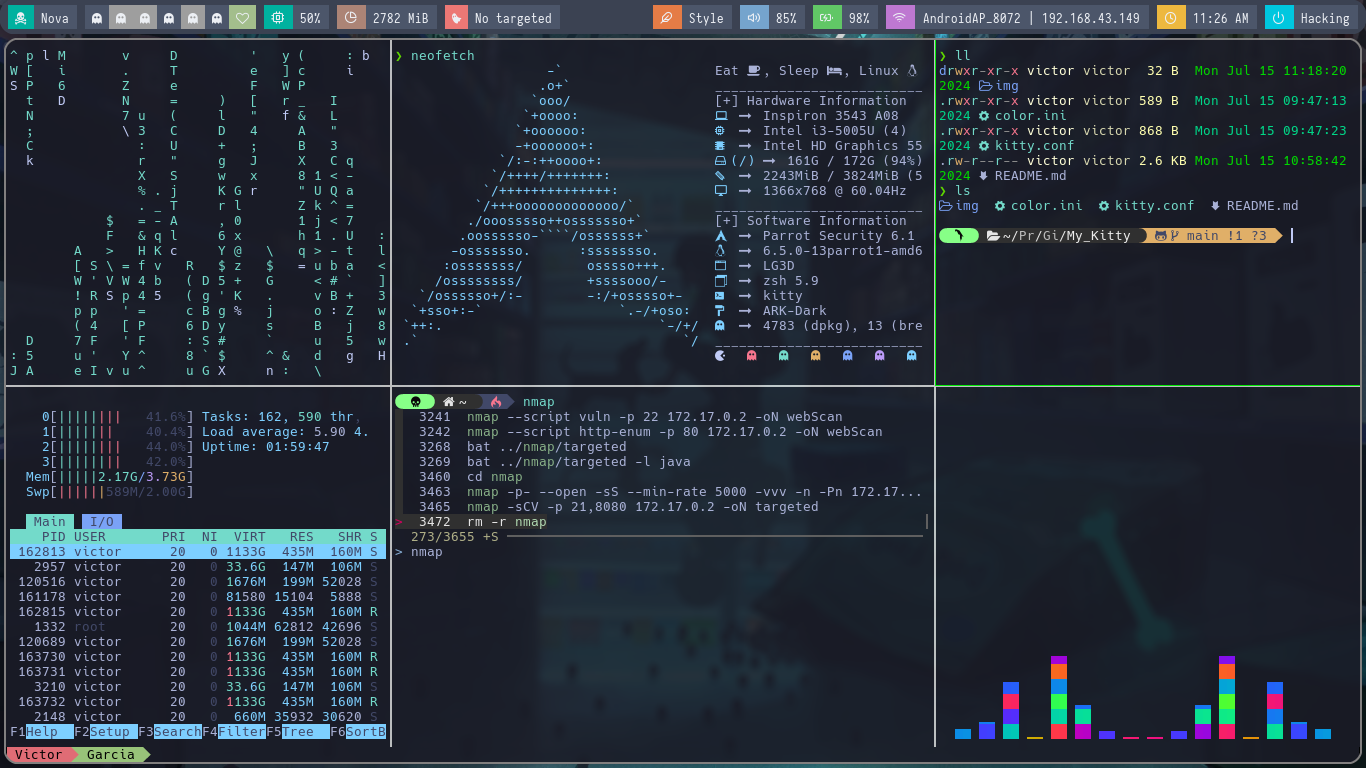 Nova 50% 2782 MiB No targeted Style 85% 98% AndroidAP_8072 | 192.168.43.149 11:26 AM Hacking
❯ neofetch
Eat , Sleep , Linux
[+] Hardware Information
Inspiron 3543 A08
Intel i3-5005U (4)
Intel HD Graphics 55
(/) → 161G / 172G (94%)
2243MiB / 3824MiB (5
1366x768 @ 60.04Hz
[+] Software Information
Parrot Security 6.1
6.5.0-13parrot1-amd6
LG3D
zsh 5.9
kitty
ARK-Dark
4783 (dpkg), 13 (bre
❯ ll
drwxr-xr-x victor victor 32 B Mon Jul 15 11:18:20
2024 img
.rwxr-xr-x victor victor 589 B Mon Jul 15 09:47:13
2024 color.ini
.rwxr-xr-x victor victor 868 B Mon Jul 15 09:47:23
2024 kitty.conf
.rw-r--r-- victor victor 2.6 KB Mon Jul 15 10:58:42
2024 README.md
❯ ls
img color.ini kitty.conf README.md
~/Pr/Gi/My_Kitty main !1 ?3
0[|||||||| 41.6%] Tasks: 162, 590 thr,
1[||||||| 40.4%] Load average: 5.90 4.
2[|||||||| 44.0%] Uptime: 01:59:47
3[|||||||| 42.0%]
Mem[|||||2.17G/3.73G]
Swp[||||||589M/2.00G]
Main I/O
PID USER PRI NI VIRT RES SHR S
162813 victor 20 0 1133G 435M 160M S
2957 victor 20 0 33.6G 147M 106M S
120516 victor 20 0 1676M 199M 52028 S
161178 victor 20 0 81580 15104 5888 S
162815 victor 20 0 1133G 435M 160M R
1332 root 20 0 1044M 62812 42696 S
120689 victor 20 0 1676M 199M 52028 S
163730 victor 20 0 1133G 435M 160M R
163731 victor 20 0 1133G 435M 160M R
3210 victor 20 0 33.6G 147M 106M S
163732 victor 20 0 1133G 435M 160M R
2148 victor 20 0 660M 35932 30620 S
F1Help F2Setup F3SearchF4FilterF5Tree F6SortB
~ nmap
3241 nmap --script vuln -p 22 172.17.0.2 -oN webScan
3242 nmap --script http-enum -p 80 172.17.0.2 -oN webScan
3268 bat ../nmap/targeted
3269 bat ../nmap/targeted -l java
3460 cd nmap
3463 nmap -p- --open -sS --min-rate 5000 -vvv -n -Pn 172.17...
3465 nmap -sCV -p 21,8080 172.17.0.2 -oN targeted
> 3472 rm -r nmap
273/3655 +S
> nmap
Victor Garcia